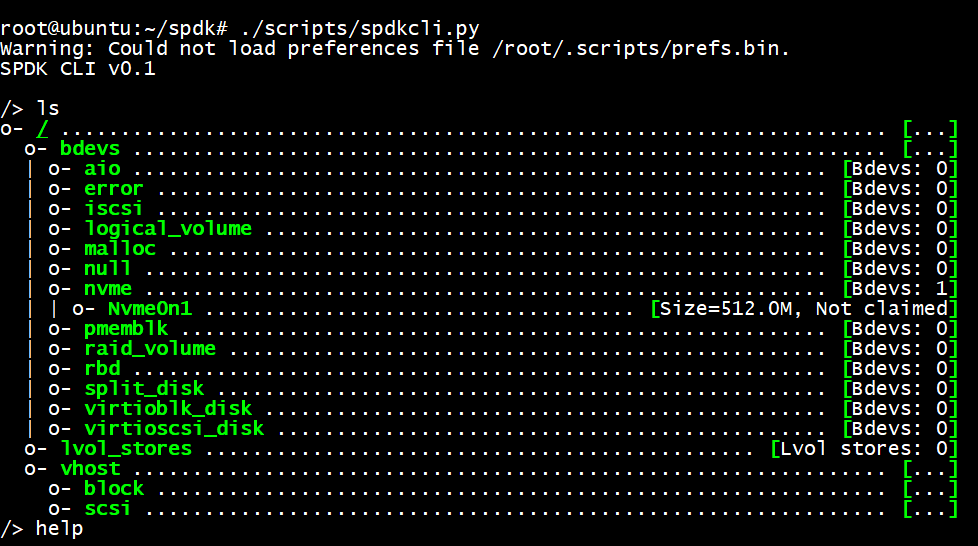 root@ubuntu:~/spdk# ./scripts/spdkcli.py
Warning: Could not load preferences file /root/.scripts/prefs.bin.
SPDK CLI v0.1
/> ls
o- / ..................................................................... [...]
  o- bdevs ............................................................... [...]
  | o- aio ........................................................... [Bdevs: 0]
  | o- error ......................................................... [Bdevs: 0]
  | o- iscsi ......................................................... [Bdevs: 0]
  | o- logical_volume ................................................ [Bdevs: 0]
  | o- malloc ........................................................ [Bdevs: 0]
  | o- null .......................................................... [Bdevs: 0]
  | o- nvme .......................................................... [Bdevs: 1]
  | | o- Nvme0n1 .................................... [Size=512.0M, Not claimed]
  | o- pmemblk ....................................................... [Bdevs: 0]
  | o- raid_volume ................................................... [Bdevs: 0]
  | o- rbd ........................................................... [Bdevs: 0]
  | o- split_disk .................................................... [Bdevs: 0]
  | o- virtioblk_disk ................................................ [Bdevs: 0]
  | o- virtioscsi_disk ............................................... [Bdevs: 0]
  o- lvol_stores .............................................. [Lvol stores: 0]
  o- vhost ............................................................... [...]
    o- block ............................................................. [...]
    o- scsi .............................................................. [...]
/> help